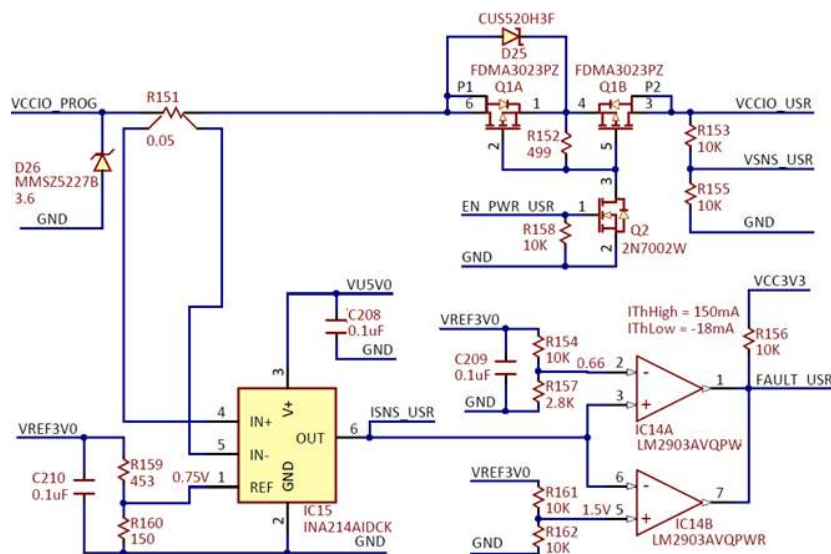 CUS520H3F
D25
FDMA3023PZ
Q1A
FDMA3023PZ
Q1B
P1
P2
VCCIO_PROG
R151
0.05
6
1
4
3
VCCIO_USR
2
5
R152
499
R153
10K
VSNS_USR
D26
MMSZ5227B
3.6
GND
R155
10K
GND
EN_PWR_USR
1
3
2
R158
10K
Q2
2N7002W
GND
VU5V0
C208
0.1uF
GND
VCC3V3
IThHigh = 150mA
IThLow = -18mA
R156
10K
VREF3V0
R154
10K
C209
0.1uF
0.66
R157
2.8K
GND
2
-
3
+
1
FAULT_USR
IC14A
LM2903AVQPW
3
V+
4
IN+
5
IN-
1
REF
GND
OUT
6
2
ISNS_USR
IC15
INA214AIDCK
VREF3V0
R159
453
0.75V
C210
0.1uF
R160
150
GND
VREF3V0
R161
10K
1.5V
R162
10K
GND
6
-
5
+
7
IC14B
LM2903AVQPWR